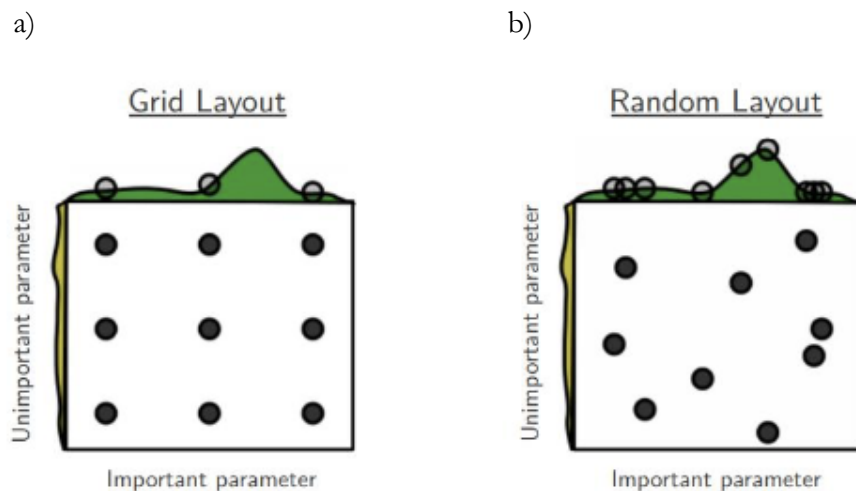 a)
b)
Grid Layout
Random Layout
Unimportant parameter
Unimportant parameter
Important parameter
Important parameter